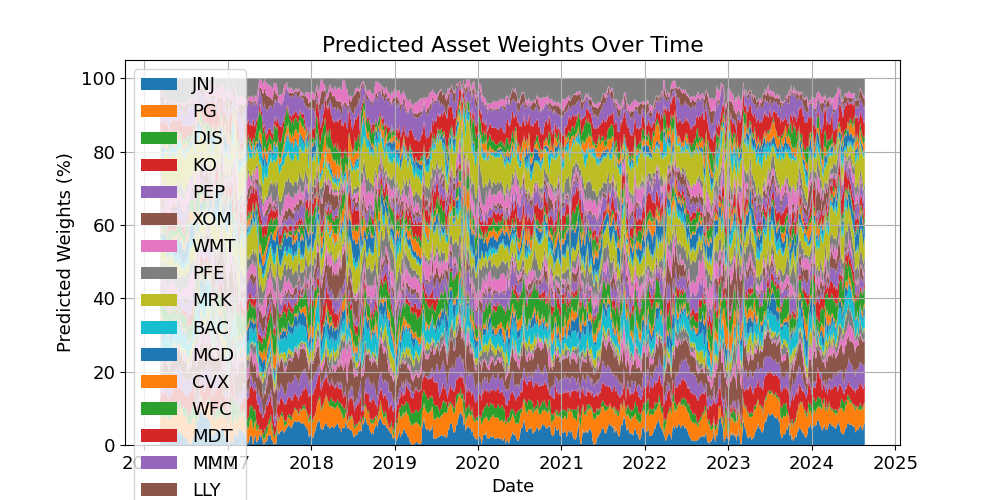 Predicted Asset Weights Over Time
Predicted Weights (%)
100
80
60
40
20
0
JNJ
PG
DIS
KO
PEP
XOM
WMT
PFE
MRK
BAC
MCD
CVX
WFC
MDT
MMM
LLY
2018
2019
2020
2021
2022
2023
2024
2025
Date